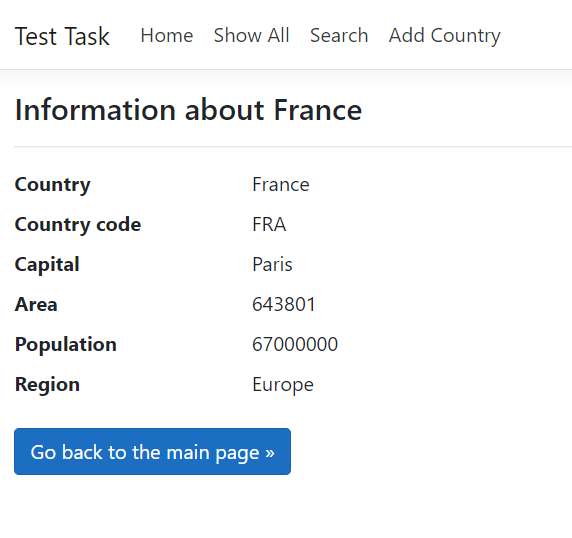 Test Task Home Show All Search Add Country
Information about France
Country France
Country code FRA
Capital Paris
Area 643801
Population 67000000
Region Europe
Go back to the main page »